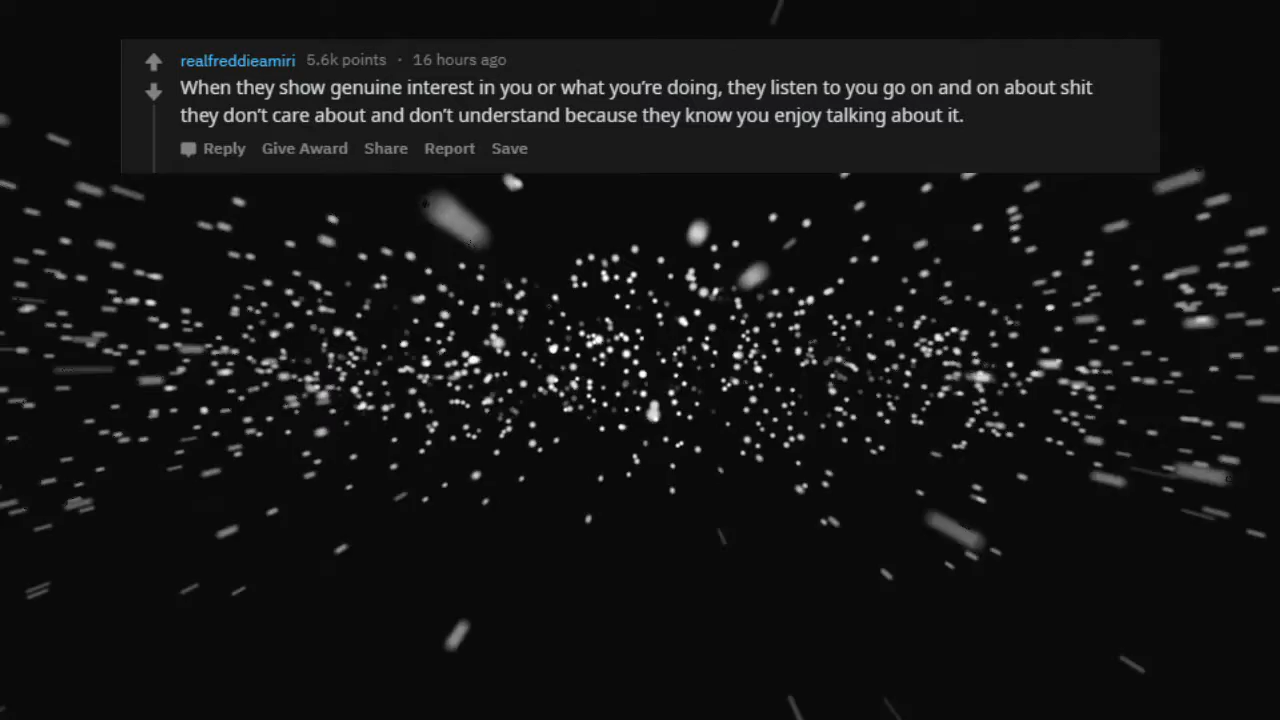 realfreddieamiri 5.6k points · 16 hours ago
When they show genuine interest in you or what you're doing, they listen to you go on and on about shit
they don't care about and don't understand because they know you enjoy talking about it.
Reply Give Award Share Report Save